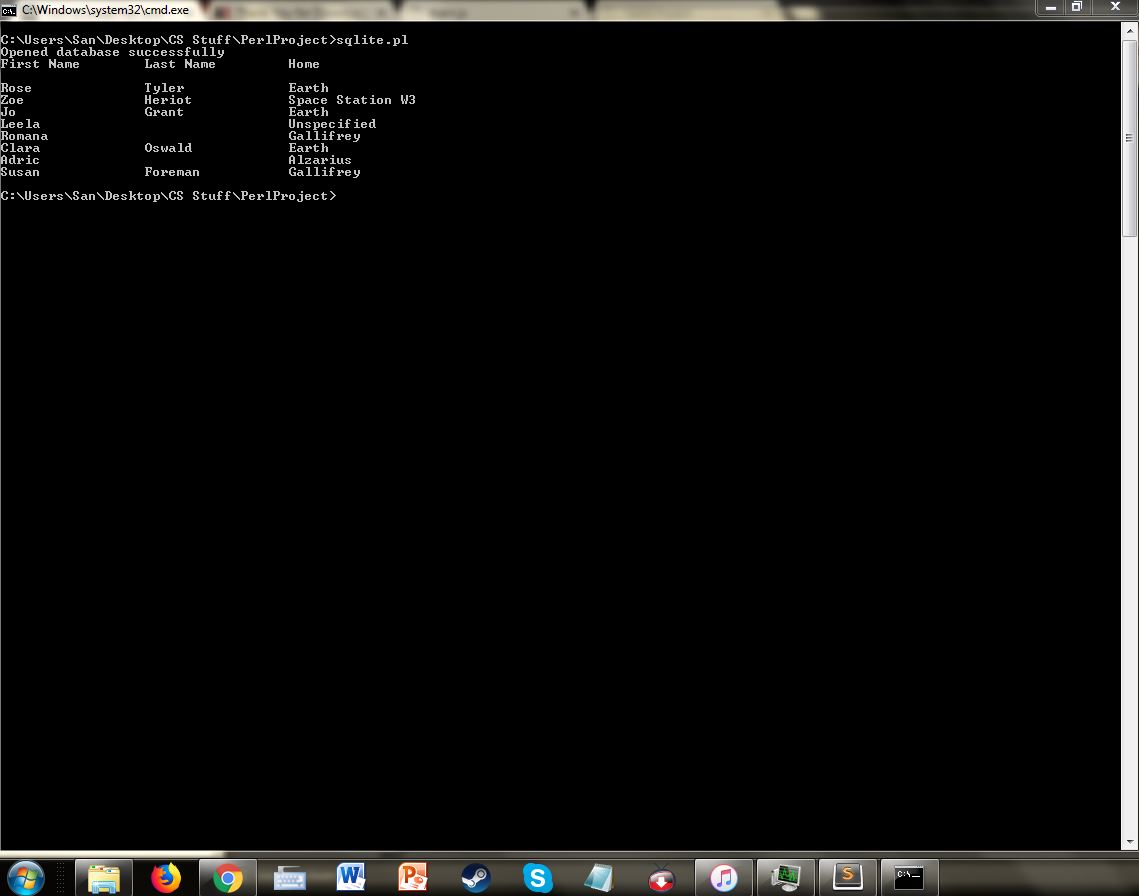 C:\Windows\system32\cmd.exe
C:\Users\San\Desktop\CS Stuff\PerlProject>sqlite.pl
Opened database successfully
First Name Last Name Home
Rose Tyler Earth
Zoe Heriot Space Station W3
Jo Grant Earth
Leela Unspecified
Romana Gallifrey
Clara Oswald Earth
Adric Alzarius
Susan Foreman Gallifrey
C:\Users\San\Desktop\CS Stuff\PerlProject>